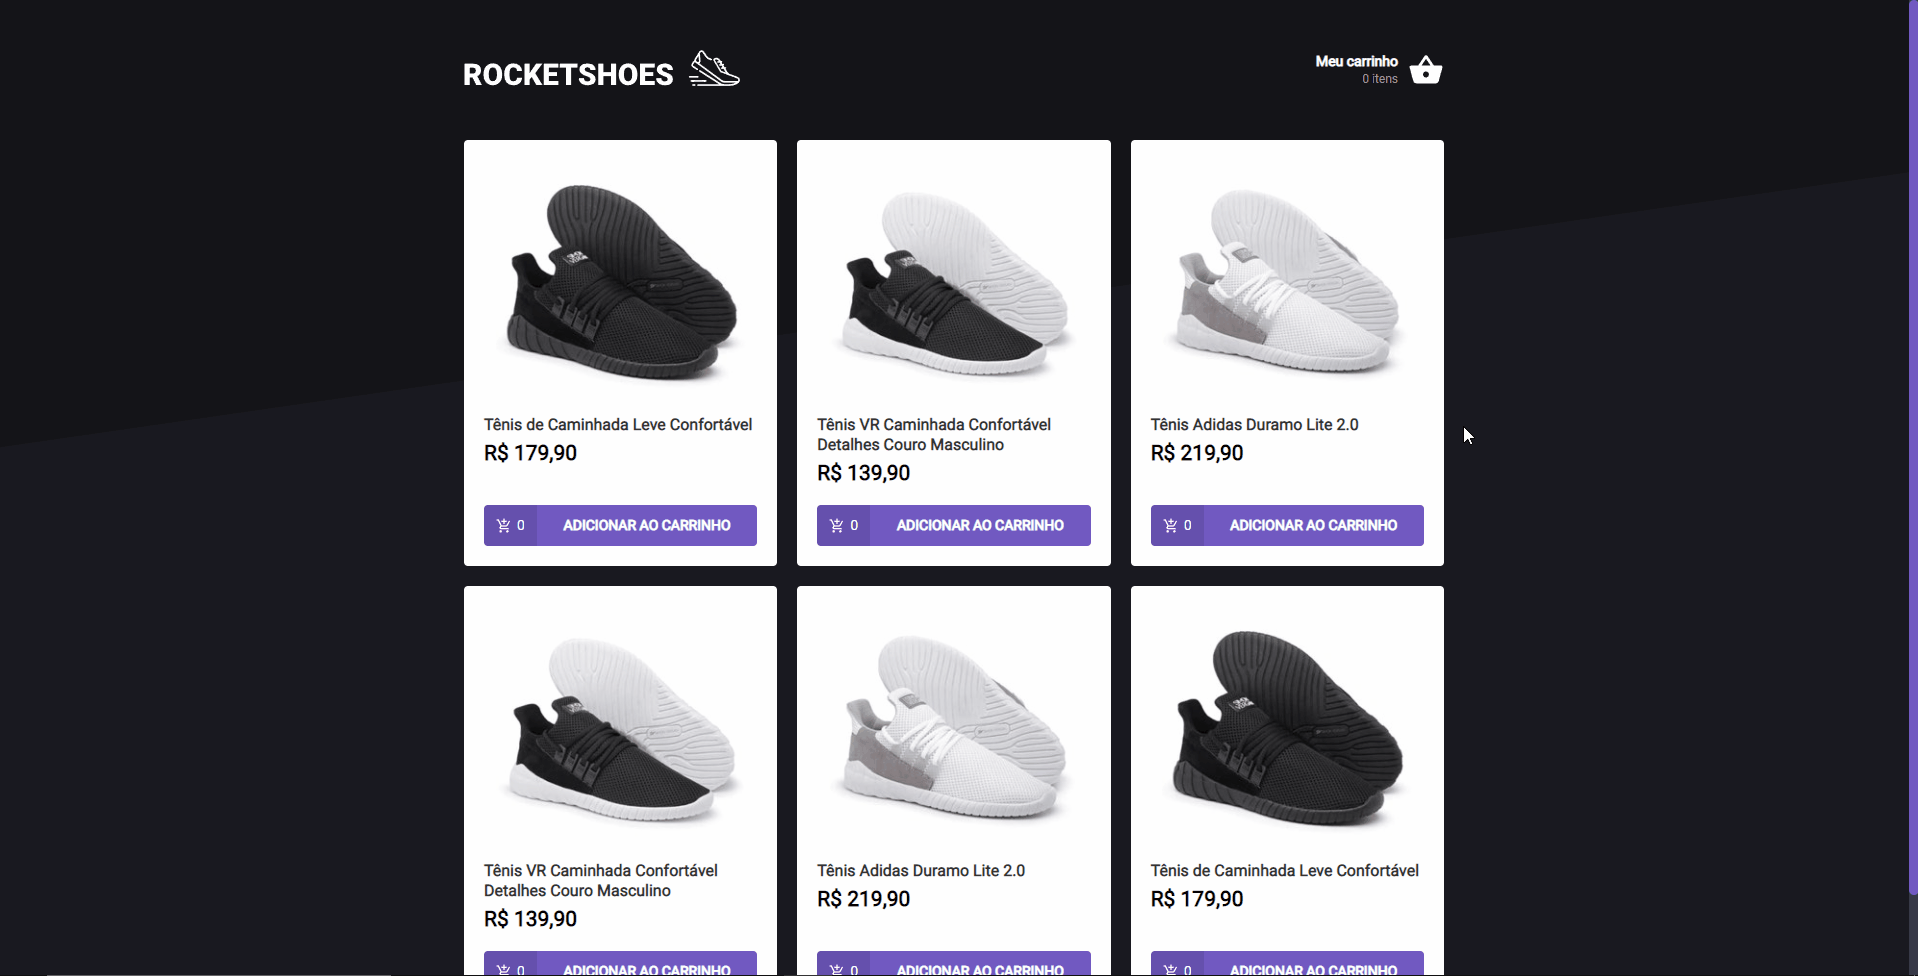 ROCKETSHOES
Meu carrinho
0 itens
Tênis de Caminhada Leve Confortável
R$ 179,90
0 ADICIONAR AO CARRINHO
Tênis VR Caminhada Confortável
Detalhes Couro Masculino
R$ 139,90
0 ADICIONAR AO CARRINHO
Tênis Adidas Duramo Lite 2.0
R$ 219,90
0 ADICIONAR AO CARRINHO
Tênis VR Caminhada Confortável
Detalhes Couro Masculino
R$ 139,90
0 ADICIONAR AO CARRINHO
Tênis Adidas Duramo Lite 2.0
R$ 219,90
0 ADICIONAR AO CARRINHO
Tênis de Caminhada Leve Confortável
R$ 179,90
0 ADICIONAR AO CARRINHO